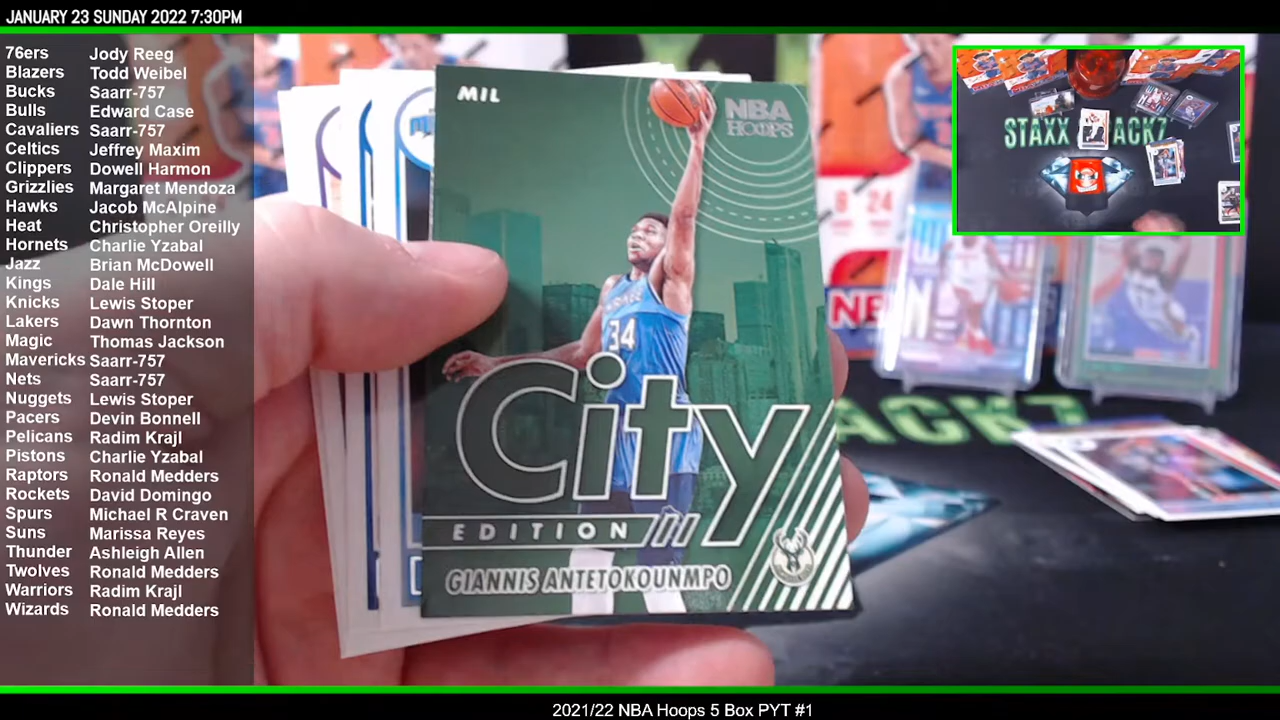 JANUARY 23 SUNDAY 2022 7:30PM
76ers Jody Reeg
Blazers Todd Weibel
Bucks Saarr-757
Bulls Edward Case
Cavaliers Saarr-757
Celtics Jeffrey Maxim
Clippers Dowell Harmon
Grizzlies Margaret Mendoza
Hawks Jacob McAlpine
Heat Christopher Oreilly
Hornets Charlie Yzabal
Jazz Brian McDowell
Kings Dale Hill
Knicks Lewis Stoper
Lakers Dawn Thornton
Magic Thomas Jackson
Mavericks Saarr-757
Nets Saarr-757
Nuggets Lewis Stoper
Pacers Devin Bonnell
Pelicans Radim Krajl
Pistons Charlie Yzabal
Raptors Ronald Medders
Rockets David Domingo
Spurs Michael R Craven
Suns Marissa Reyes
Thunder Ashleigh Allen
Twolves Ronald Medders
Warriors Radim Krajl
Wizards Ronald Medders
MIL
NBA
HOOPS
34
City
EDITION
GIANNIS ANTETOKOUNMPO
8 24
NB
STAXX
ACKZ
ACKZ
2021/22 NBA Hoops 5 Box PYT #1